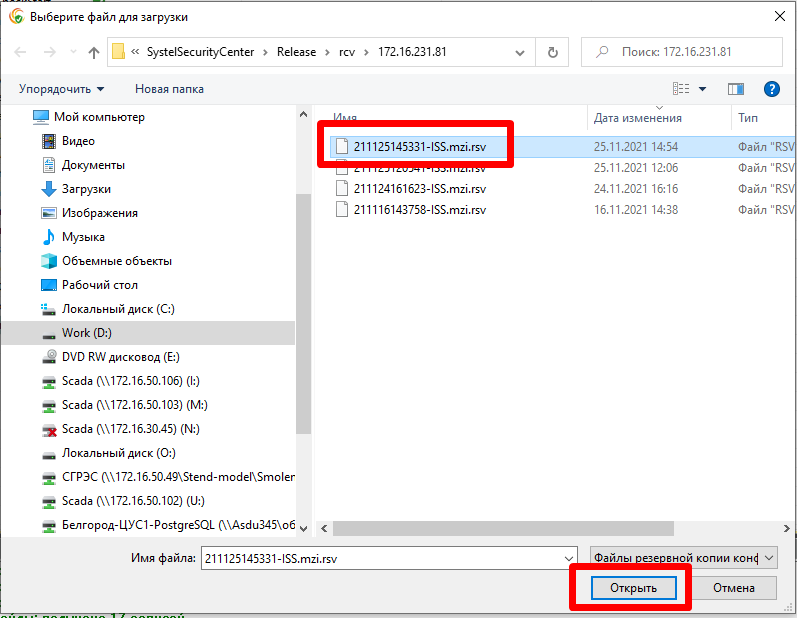 Выберите файл для загрузки
« SystelSecurityCenter › Release › rcv › 172.16.231.81
Поиск: 172.16.231.81
Упорядочить
Новая папка
Мой компьютер
Видео
Документы
Загрузки
Изображения
Музыка
Объемные объекты
Рабочий стол
Локальный диск (C:)
Work (D:)
DVD RW дисковод (E:)
Scada (\\172.16.50.106) (I:)
Scada (\\172.16.50.103) (M:)
Scada (\\172.16.30.45) (N:)
Локальный диск (O:)
СГРЭС (\\172.16.50.49\Stend-model\Smolen
Scada (\\172.16.50.102) (U:)
Белгород-ЦУС1-PostgreSQL (\\Asdu345\об
Имя Дата изменения Тип
211125145331-ISS.mzi.rsv 25.11.2021 14:54 Файл "RSV
25.11.2021 12:06 Файл "RSV
211124161623-ISS.mzi.rsv 24.11.2021 16:16 Файл "RSV
211116143758-ISS.mzi.rsv 16.11.2021 14:38 Файл "RSV
Имя файла: 211125145331-ISS.mzi.rsv
Файлы резервной копии конф
Открыть
Отмена